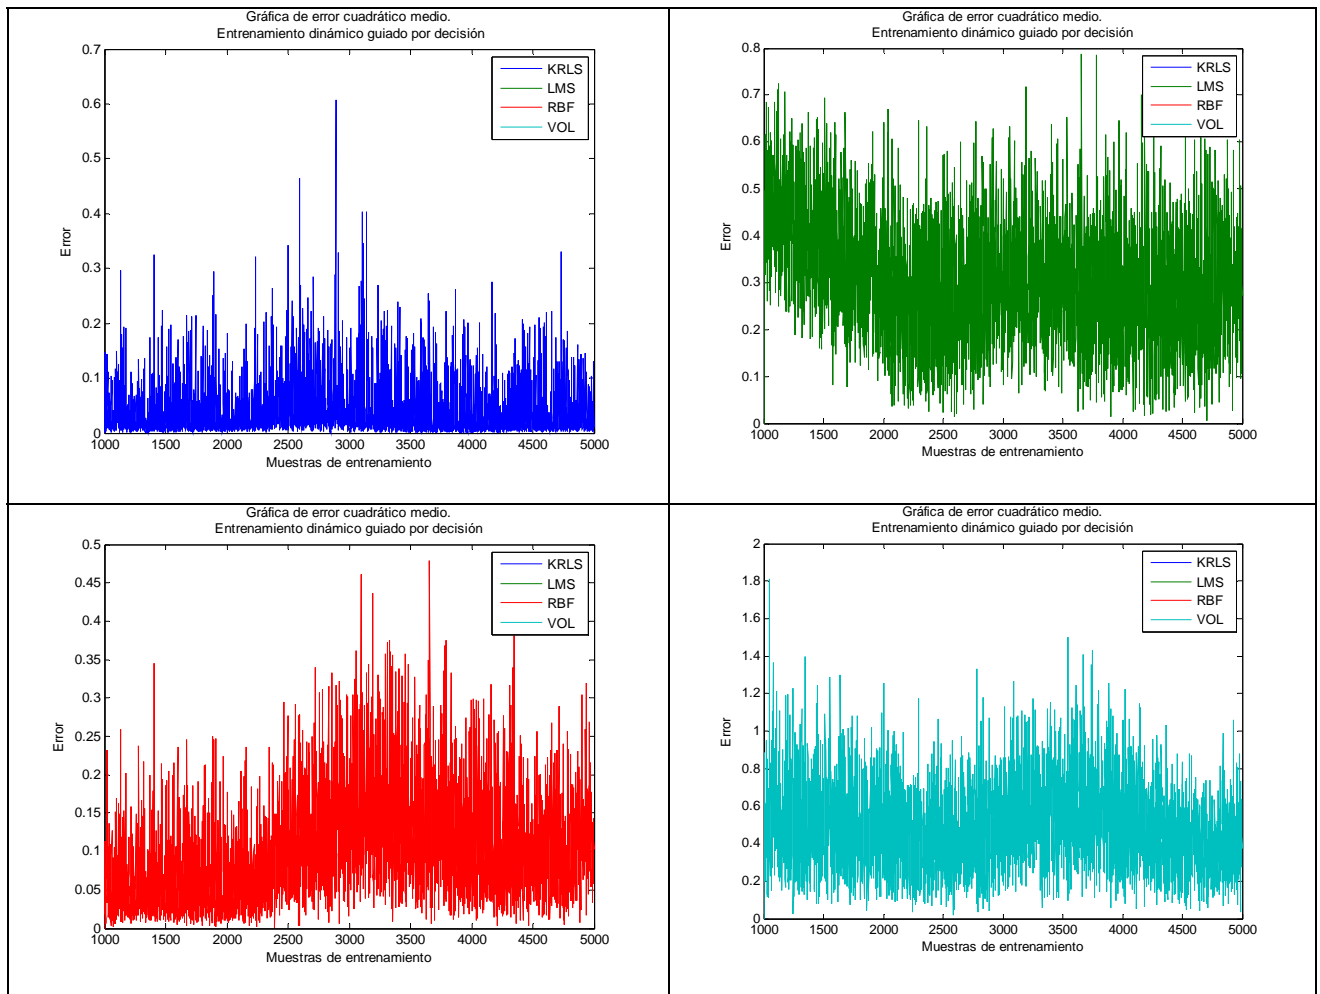 Gráfica de error cuadrático medio.
Entrenamiento dinámico guiado por decisión
0.7
0.6
0.5
0.4
0.3
0.2
0.1
0
Error
KRLS
LMS
RBF
VOL
1000 1500 2000 2500 3000 3500 4000 4500 5000
Muestras de entrenamiento
Gráfica de error cuadrático medio.
Entrenamiento dinámico guiado por decisión
0.8
0.7
0.6
0.5
0.4
0.3
0.2
0.1
0
Error
KRLS
LMS
RBF
VOL
1000 1500 2000 2500 3000 3500 4000 4500 5000
Muestras de entrenamiento
Gráfica de error cuadrático medio.
Entrenamiento dinámico guiado por decisión
0.5
0.45
0.4
0.35
0.3
0.25
0.2
0.15
0.1
0.05
0
Error
KRLS
LMS
RBF
VOL
1000 1500 2000 2500 3000 3500 4000 4500 5000
Muestras de entrenamiento
Gráfica de error cuadrático medio.
Entrenamiento dinámico guiado por decisión
2
1.8
1.6
1.4
1.2
1
0.8
0.6
0.4
0.2
0
Error
KRLS
LMS
RBF
VOL
1000 1500 2000 2500 3000 3500 4000 4500 5000
Muestras de entrenamiento